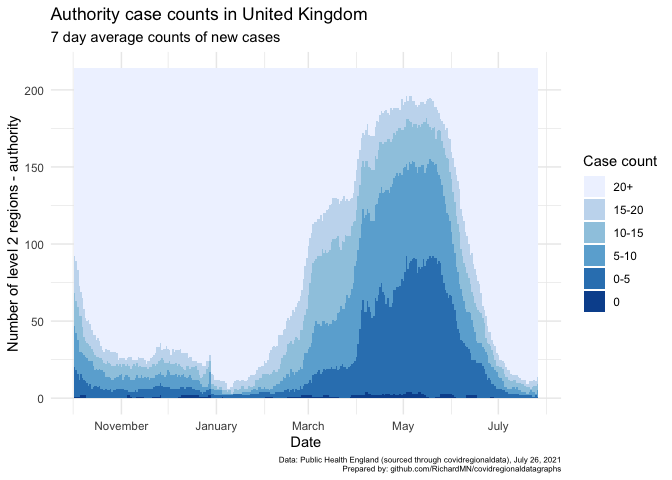 Authority case counts in United Kingdom
7 day average counts of new cases
Number of level 2 regions - authority
200
150
100
50
0
November
January
March
May
July
Date
Case count
20+
15-20
10-15
5-10
0-5
0
Data: Public Health England (sourced through covidregionaldata), July 26, 2021
Prepared by: github.com/RichardMN/covidregionaldatagraphs